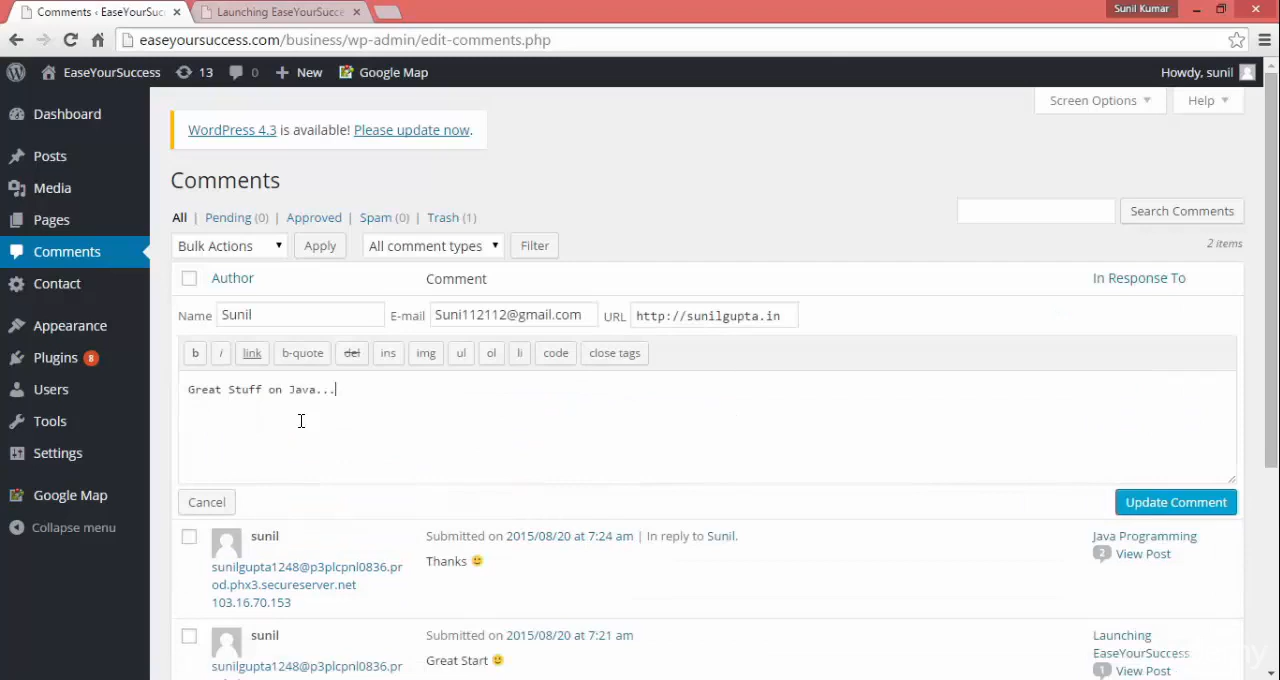 Comments ‹ EaseYourSucc
Launching EaseYourSucce
Sunil Kumar
easeyoursuccess.com/business/wp-admin/edit-comments.php
EaseYourSuccess 13 0 New Google Map Howdy, sunil
Screen Options Help
Dashboard
Posts
Media
Pages
Comments
Contact
Appearance
Plugins 8
Users
Tools
Settings
Google Map
Collapse menu
WordPress 4.3 is available! Please update now.
Comments
All | Pending (0) | Approved | Spam (0) | Trash (1)
Search Comments
Bulk Actions Apply All comment types Filter
2 items
Author Comment In Response To
Name Sunil E-mail Suni112112@gmail.com URL http://sunilgupta.in
b i link b-quote del ins img ul ol li code close tags
Great Stuff on Java...
Cancel Update Comment
sunil
sunilgupta1248@p3plcpnl0836.pr
od.phx3.secureserver.net
103.16.70.153
Submitted on 2015/08/20 at 7:24 am | In reply to Sunil.
Thanks
Java Programming
2 View Post
sunil
sunilgupta1248@p3plcpnl0836.pr
Submitted on 2015/08/20 at 7:21 am
Great Start
Launching
EaseYourSuccess
1 View Post